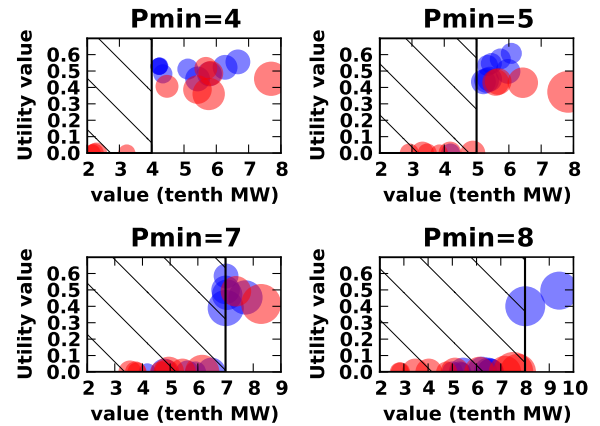 Pmin=4
Utility value
0.6
0.5
0.4
0.3
0.2
0.1
0.0
2 3 4 5 6 7 8
value (tenth MW)
Pmin=5
Utility value
0.6
0.5
0.4
0.3
0.2
0.1
0.0
2 3 4 5 6 7 8
value (tenth MW)
Pmin=7
Utility value
0.6
0.5
0.4
0.3
0.2
0.1
0.0
2 3 4 5 6 7 8 9
value (tenth MW)
Pmin=8
Utility value
0.6
0.5
0.4
0.3
0.2
0.1
0.0
2 3 4 5 6 7 8 9 10
value (tenth MW)